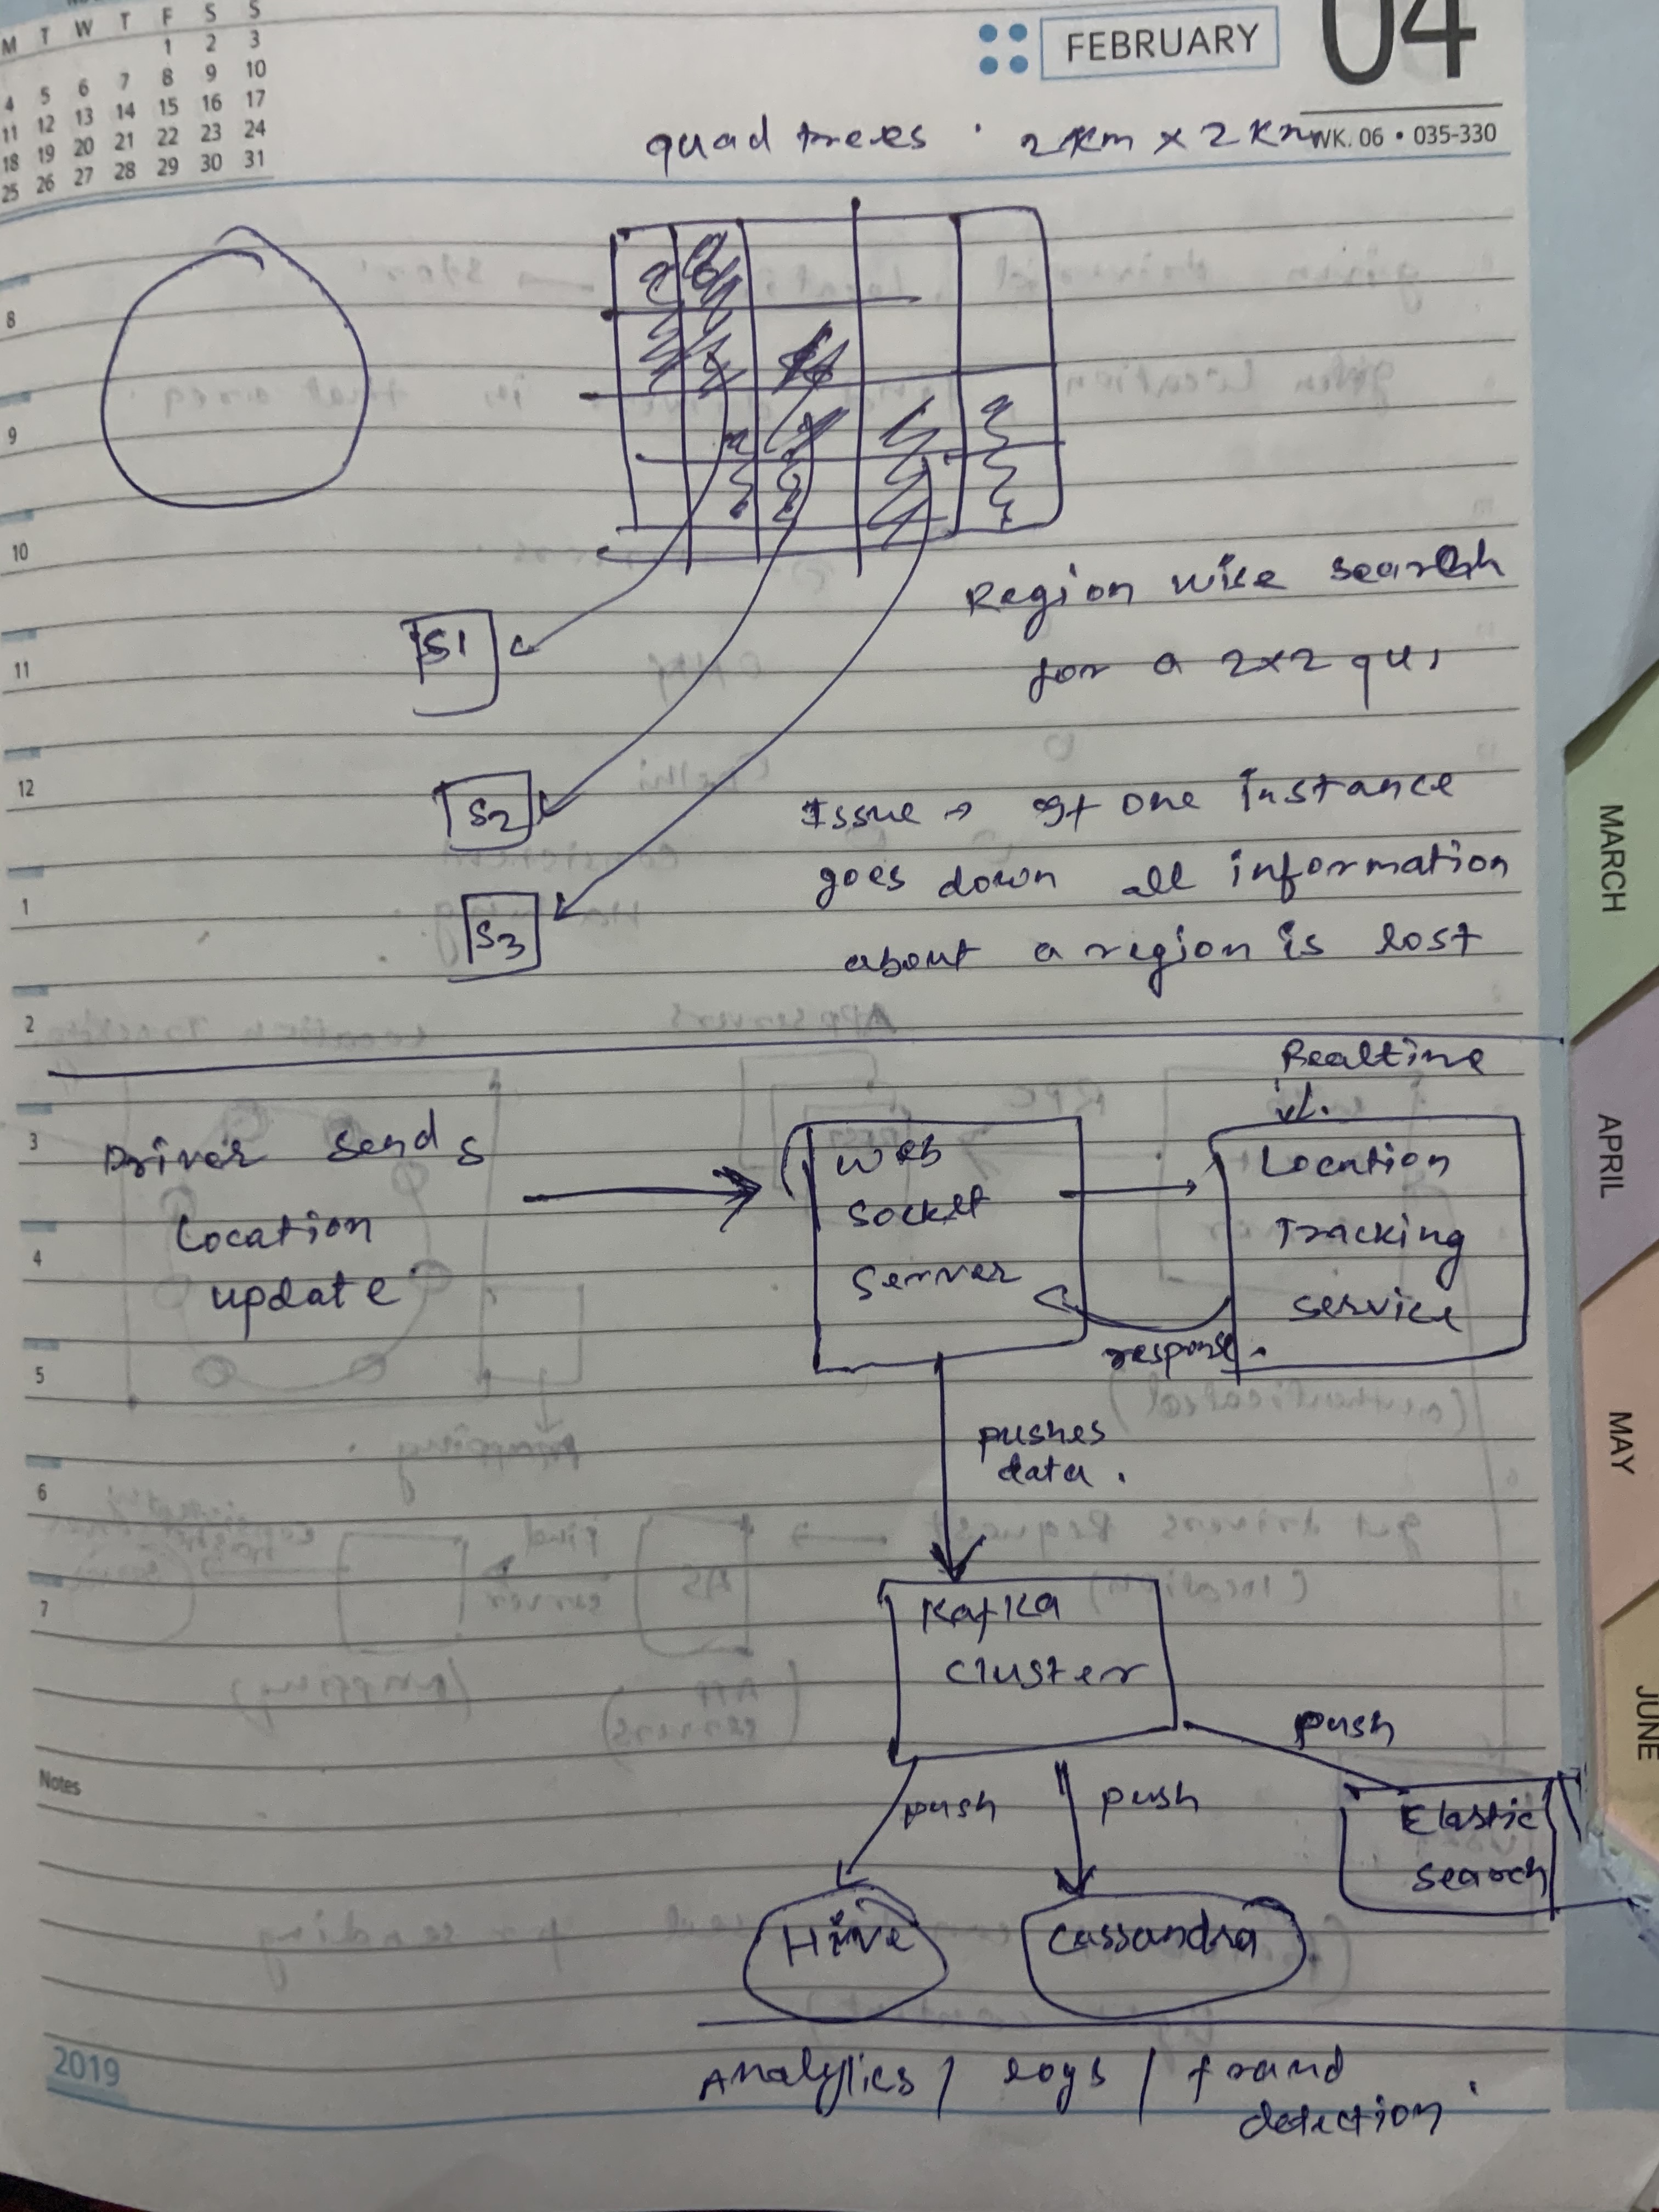 M T W T F S S
1 2 3
4 5 6 7 8 9 10
11 12 13 14 15 16 17
18 19 20 21 22 23 24
25 26 27 28 29 30 31
FEBRUARY 04
WK. 06 • 035-330
quad trees . 2km x 2km
8
9
10
11
12
1
2
3
4
5
6
7
Region wise search
for a 2x2
S1
S2
S3
Issue → If one instance
goes down all information
about a region is lost
Realtime
Driver sends
Location
update
Web
Socket
Server
Location
Tracking
Service
response.
pushes
data.
Kafka
Cluster
push
push
push
Elastic
search
Hive
Cassandra
Analytics / logs / fraud
detection
Notes
2019
MARCH
APRIL
MAY
JUNE